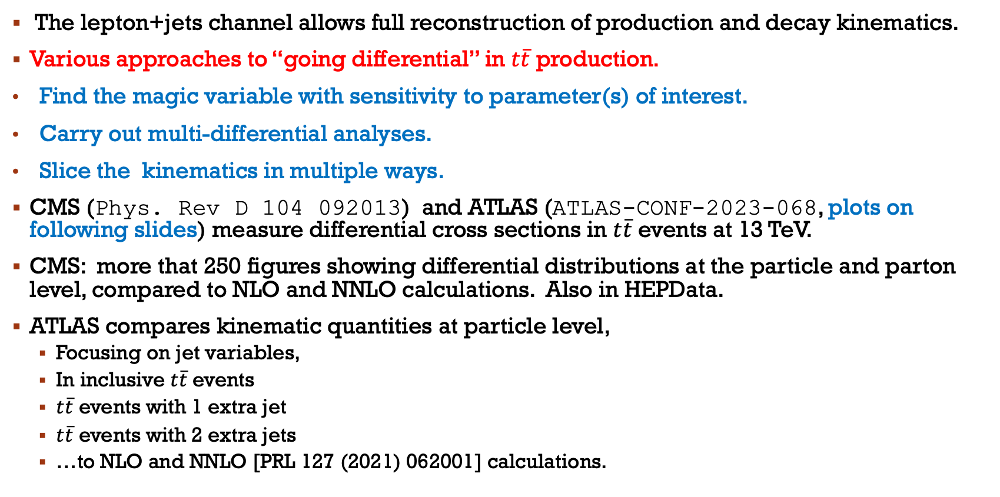 ▪ The lepton+jets channel allows full reconstruction of production and decay kinematics.
▪ Various approaches to “going differential” in tt̄ production.
• Find the magic variable with sensitivity to parameter(s) of interest.
• Carry out multi-differential analyses.
• Slice the kinematics in multiple ways.
▪ CMS (Phys. Rev D 104 092013) and ATLAS (ATLAS-CONF-2023-068, plots on
following slides) measure differential cross sections in tt̄ events at 13 TeV.
▪ CMS: more that 250 figures showing differential distributions at the particle and parton
level, compared to NLO and NNLO calculations. Also in HEPData.
▪ ATLAS compares kinematic quantities at particle level,
▪ Focusing on jet variables,
▪ In inclusive tt̄ events
▪ tt̄ events with 1 extra jet
▪ tt̄ events with 2 extra jets
▪ …to NLO and NNLO [PRL 127 (2021) 062001] calculations.